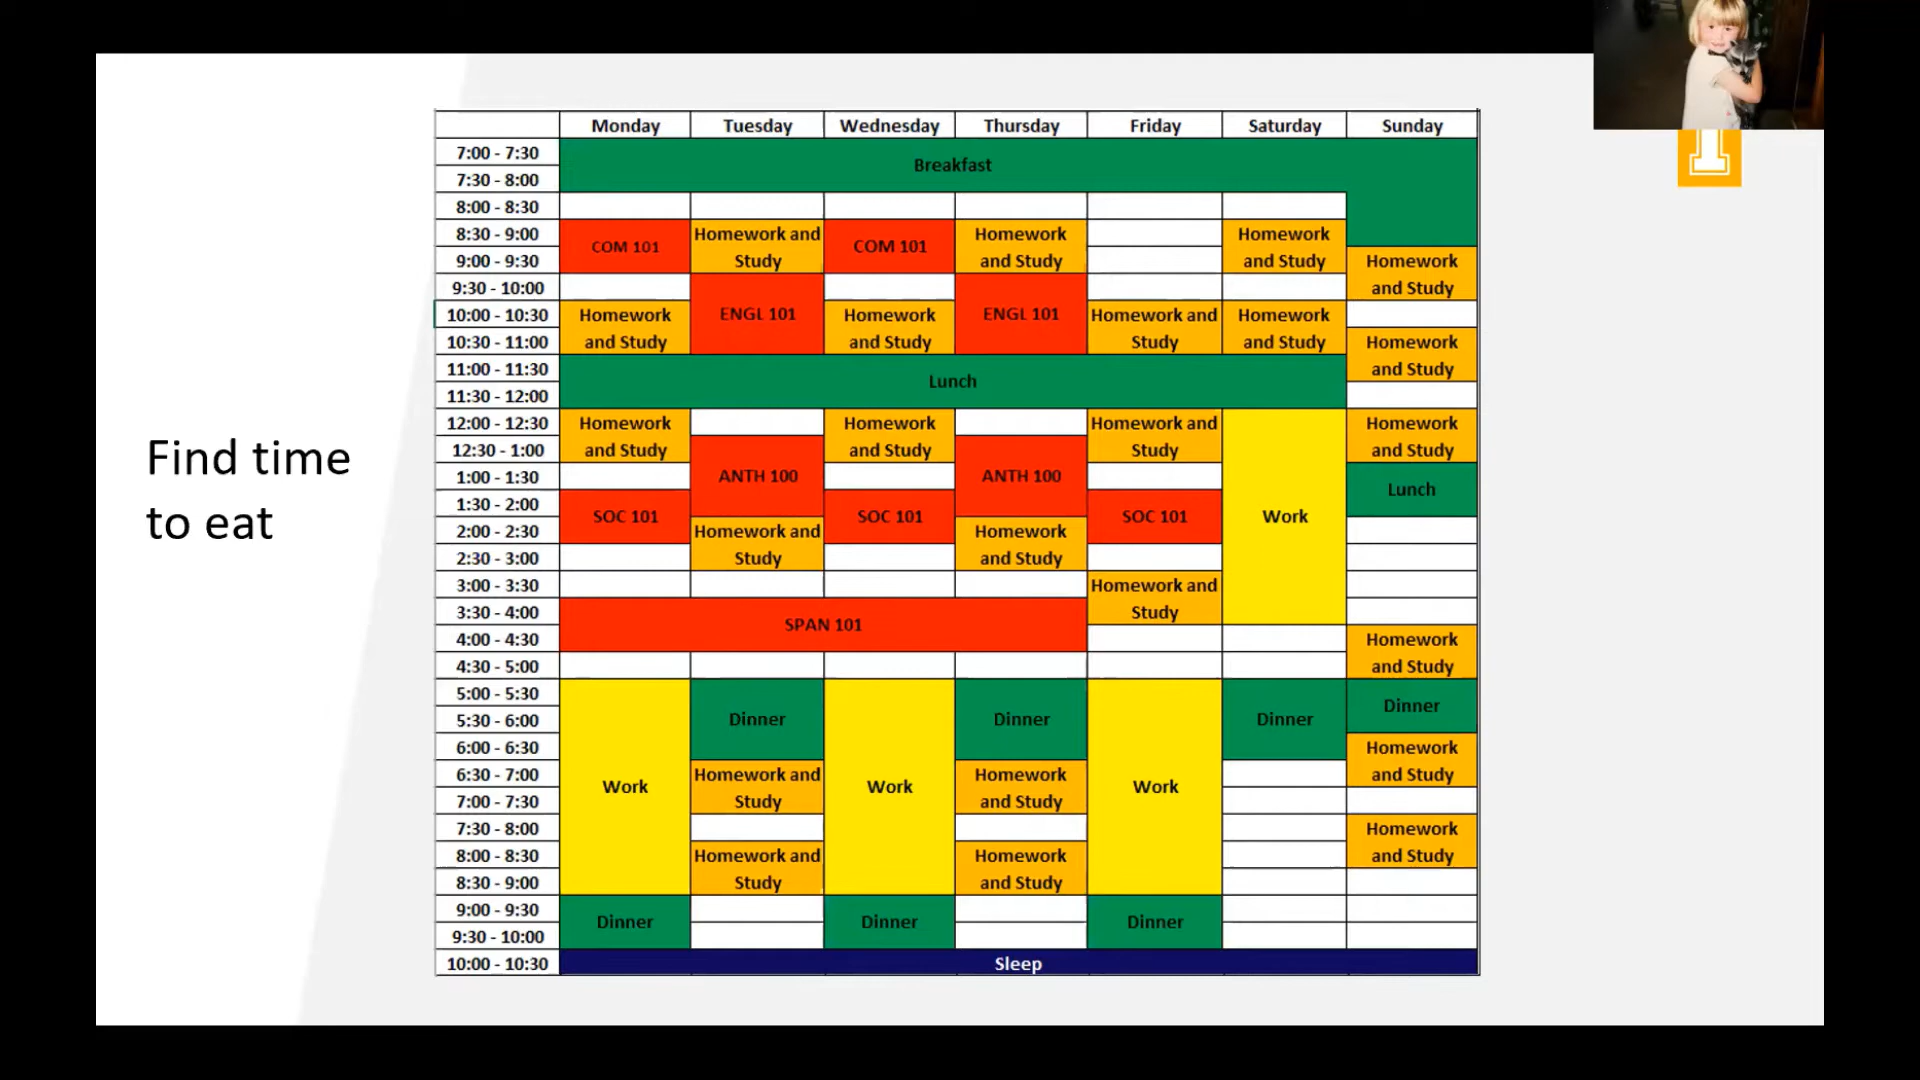 Find time
to eat
Monday Tuesday Wednesday Thursday Friday Saturday Sunday
7:00 - 7:30
Breakfast
7:30 - 8:00
8:00 - 8:30
8:30 - 9:00 Homework and Homework Homework
COM 101 COM 101
9:00 - 9:30 Study and Study and Study Homework
9:30 - 10:00 and Study
10:00 - 10:30 Homework ENGL 101 Homework ENGL 101 Homework and Homework
10:30 - 11:00 and Study and Study Study and Study Homework
11:00 - 11:30 and Study
Lunch
11:30 - 12:00
12:00 - 12:30 Homework Homework Homework and Homework
12:30 - 1:00 and Study and Study Study and Study
1:00 - 1:30 ANTH 100 ANTH 100
Lunch
1:30 - 2:00
SOC 101 SOC 101 SOC 101 Work
2:00 - 2:30 Homework and Homework
2:30 - 3:00 Study and Study
3:00 - 3:30 Homework and
3:30 - 4:00 Study
SPAN 101
4:00 - 4:30 Homework
4:30 - 5:00 and Study
5:00 - 5:30
Dinner
5:30 - 6:00 Dinner Dinner Dinner
6:00 - 6:30 Homework
6:30 - 7:00 Homework and Homework and Study
Work Work Work
7:00 - 7:30 Study and Study
7:30 - 8:00 Homework
8:00 - 8:30 Homework and Homework and Study
8:30 - 9:00 Study and Study
9:00 - 9:30
Dinner Dinner Dinner
9:30 - 10:00
10:00 - 10:30 Sleep
I